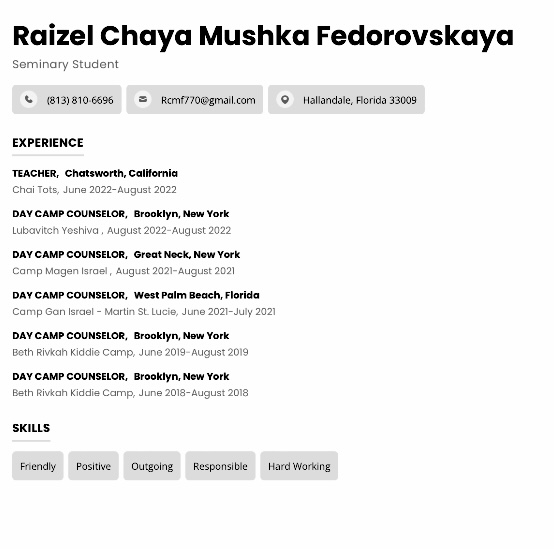 Raizel Chaya Mushka Fedorovskaya
Seminary Student
(813) 810-6696 Rcmf770@gmail.com Hallandale, Florida 33009
EXPERIENCE
TEACHER, Chatsworth, California
Chai Tots, June 2022-August 2022
DAY CAMP COUNSELOR, Brooklyn, New York
Lubavitch Yeshiva , August 2022-August 2022
DAY CAMP COUNSELOR, Great Neck, New York
Camp Magen Israel , August 2021-August 2021
DAY CAMP COUNSELOR, West Palm Beach, Florida
Camp Gan Israel - Martin St. Lucie, June 2021-July 2021
DAY CAMP COUNSELOR, Brooklyn, New York
Beth Rivkah Kiddie Camp, June 2019-August 2019
DAY CAMP COUNSELOR, Brooklyn, New York
Beth Rivkah Kiddie Camp, June 2018-August 2018
SKILLS
Friendly Positive Outgoing Responsible Hard Working